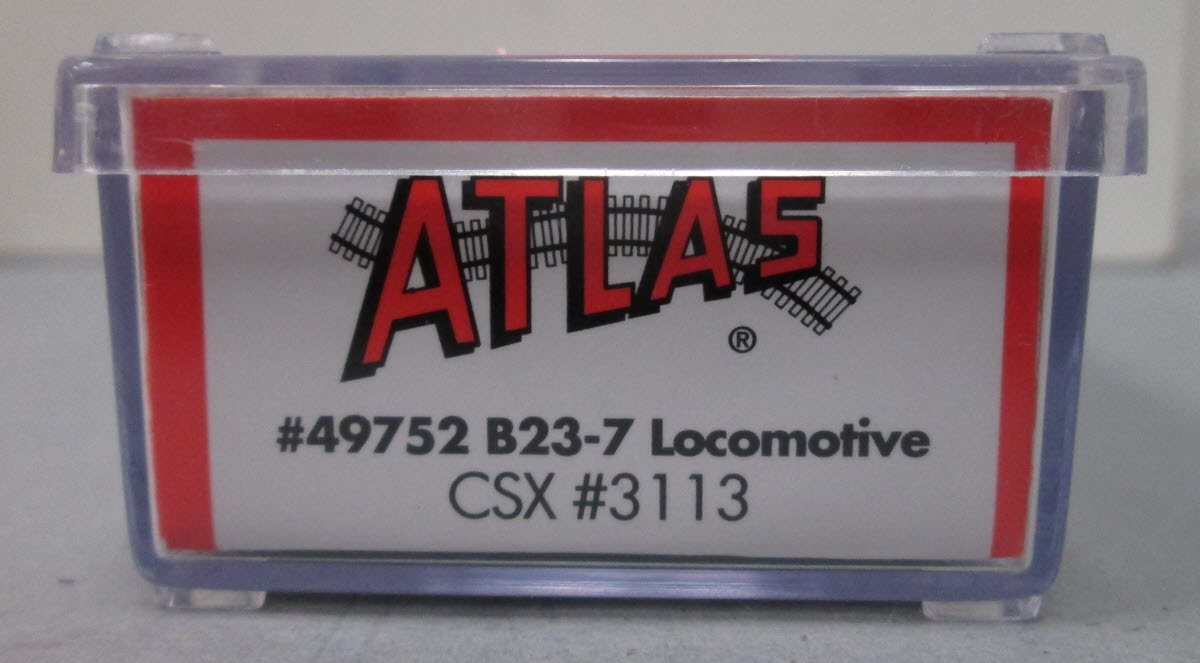 ATLAS
®
#49752 B23-7 Locomotive
CSX #3113